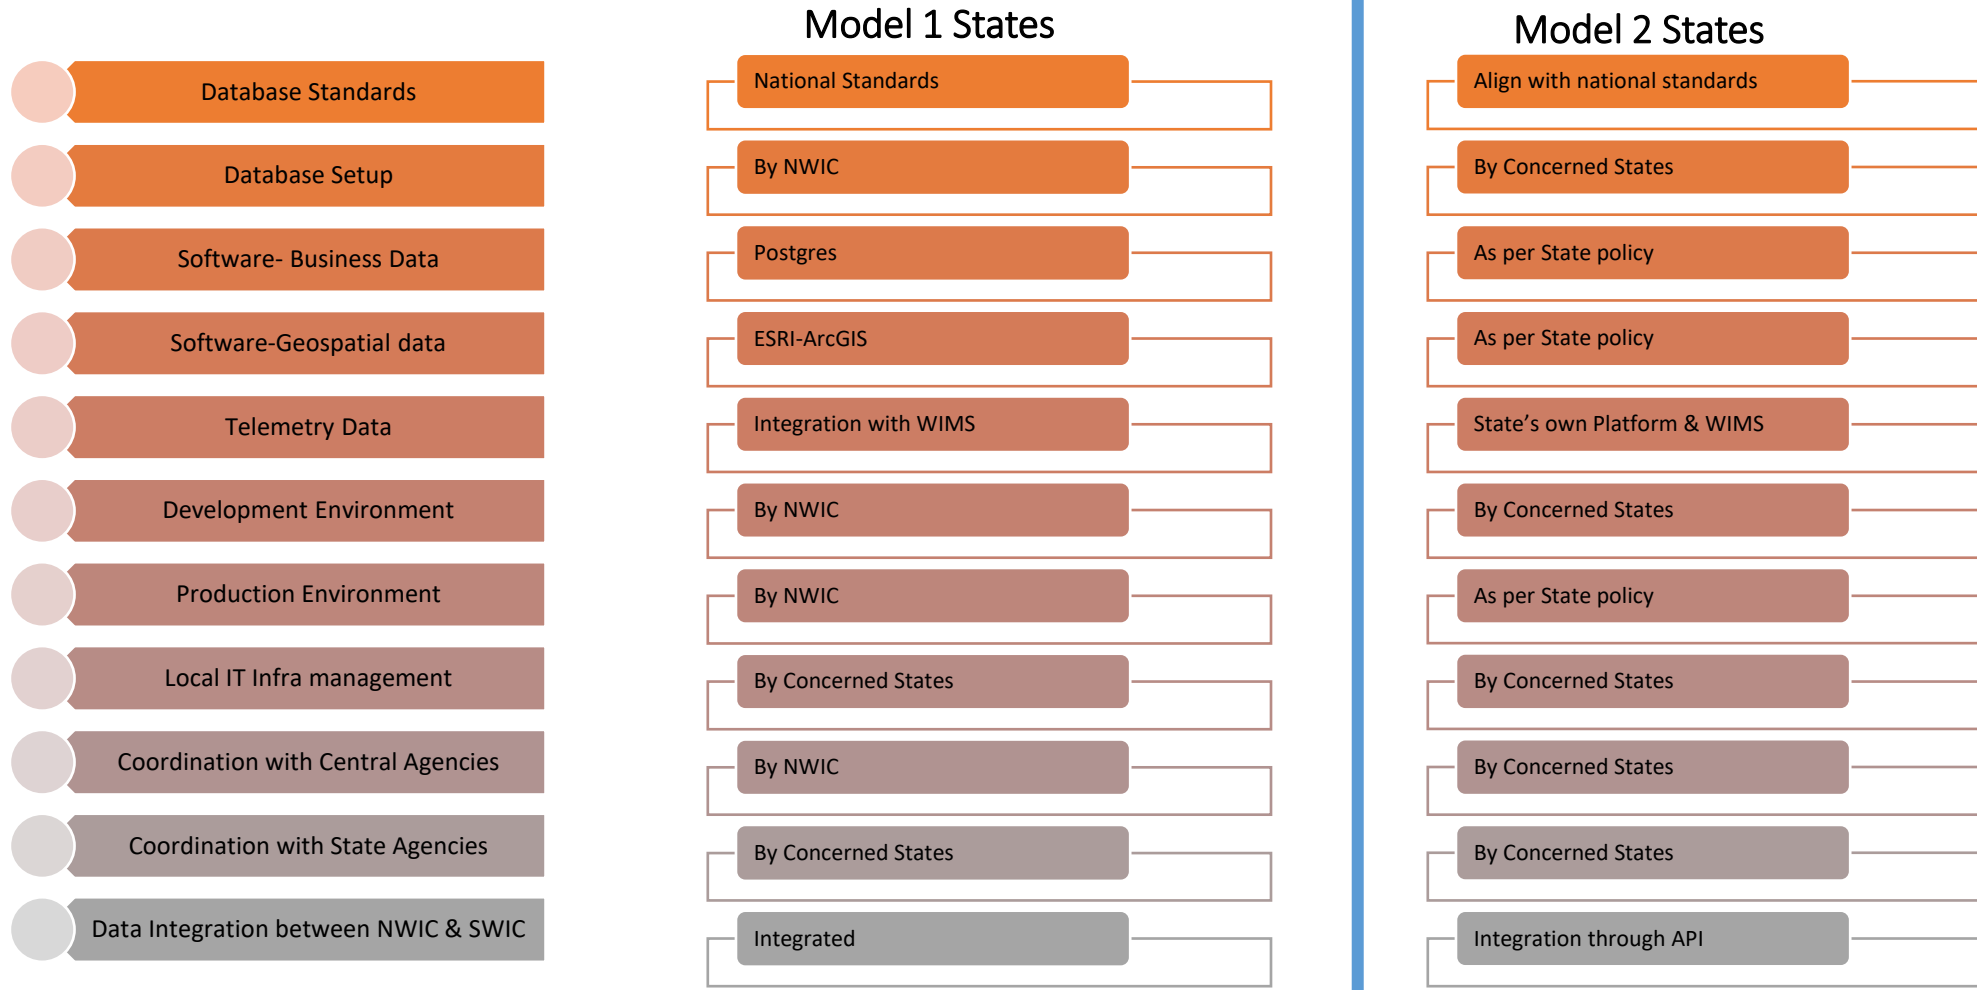 Model 1 States
Model 2 States
Database Standards
National Standards
Align with national standards
Database Setup
By NWIC
By Concerned States
Software- Business Data
Postgres
As per State policy
Software-Geospatial data
ESRI-ArcGIS
As per State policy
Telemetry Data
Integration with WIMS
State’s own Platform & WIMS
Development Environment
By NWIC
By Concerned States
Production Environment
By NWIC
As per State policy
Local IT Infra management
By Concerned States
By Concerned States
Coordination with Central Agencies
By NWIC
By Concerned States
Coordination with State Agencies
By Concerned States
By Concerned States
Data Integration between NWIC & SWIC
Integrated
Integration through API